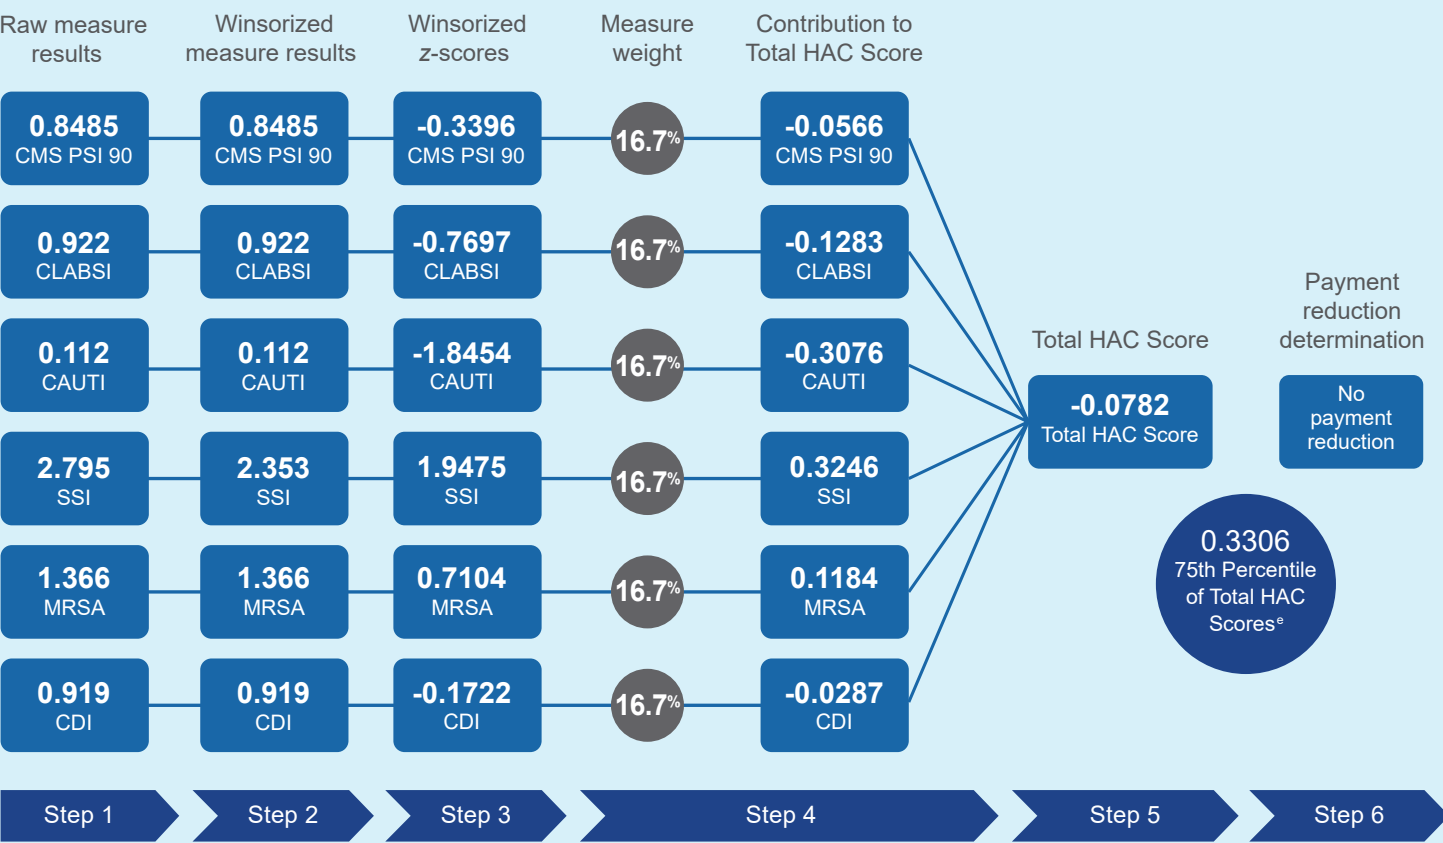 Raw measure
results
Winsorized
measure results
Winsorized
z-scores
Measure
weight
Contribution to
Total HAC Score
0.8485
CMS PSI 90
0.8485
CMS PSI 90
-0.3396
CMS PSI 90
16.7%
-0.0566
CMS PSI 90
0.922
CLABSI
0.922
CLABSI
-0.7697
CLABSI
16.7%
-0.1283
CLABSI
0.112
CAUTI
0.112
CAUTI
-1.8454
CAUTI
16.7%
-0.3076
CAUTI
2.795
SSI
2.353
SSI
1.9475
SSI
16.7%
0.3246
SSI
1.366
MRSA
1.366
MRSA
0.7104
MRSA
16.7%
0.1184
MRSA
0.919
CDI
0.919
CDI
-0.1722
CDI
16.7%
-0.0287
CDI
Total HAC Score
-0.0782
Total HAC Score
Payment
reduction
determination
No
payment
reduction
0.3306
75th Percentile
of Total HAC
Scores e
Step 1
Step 2
Step 3
Step 4
Step 5
Step 6